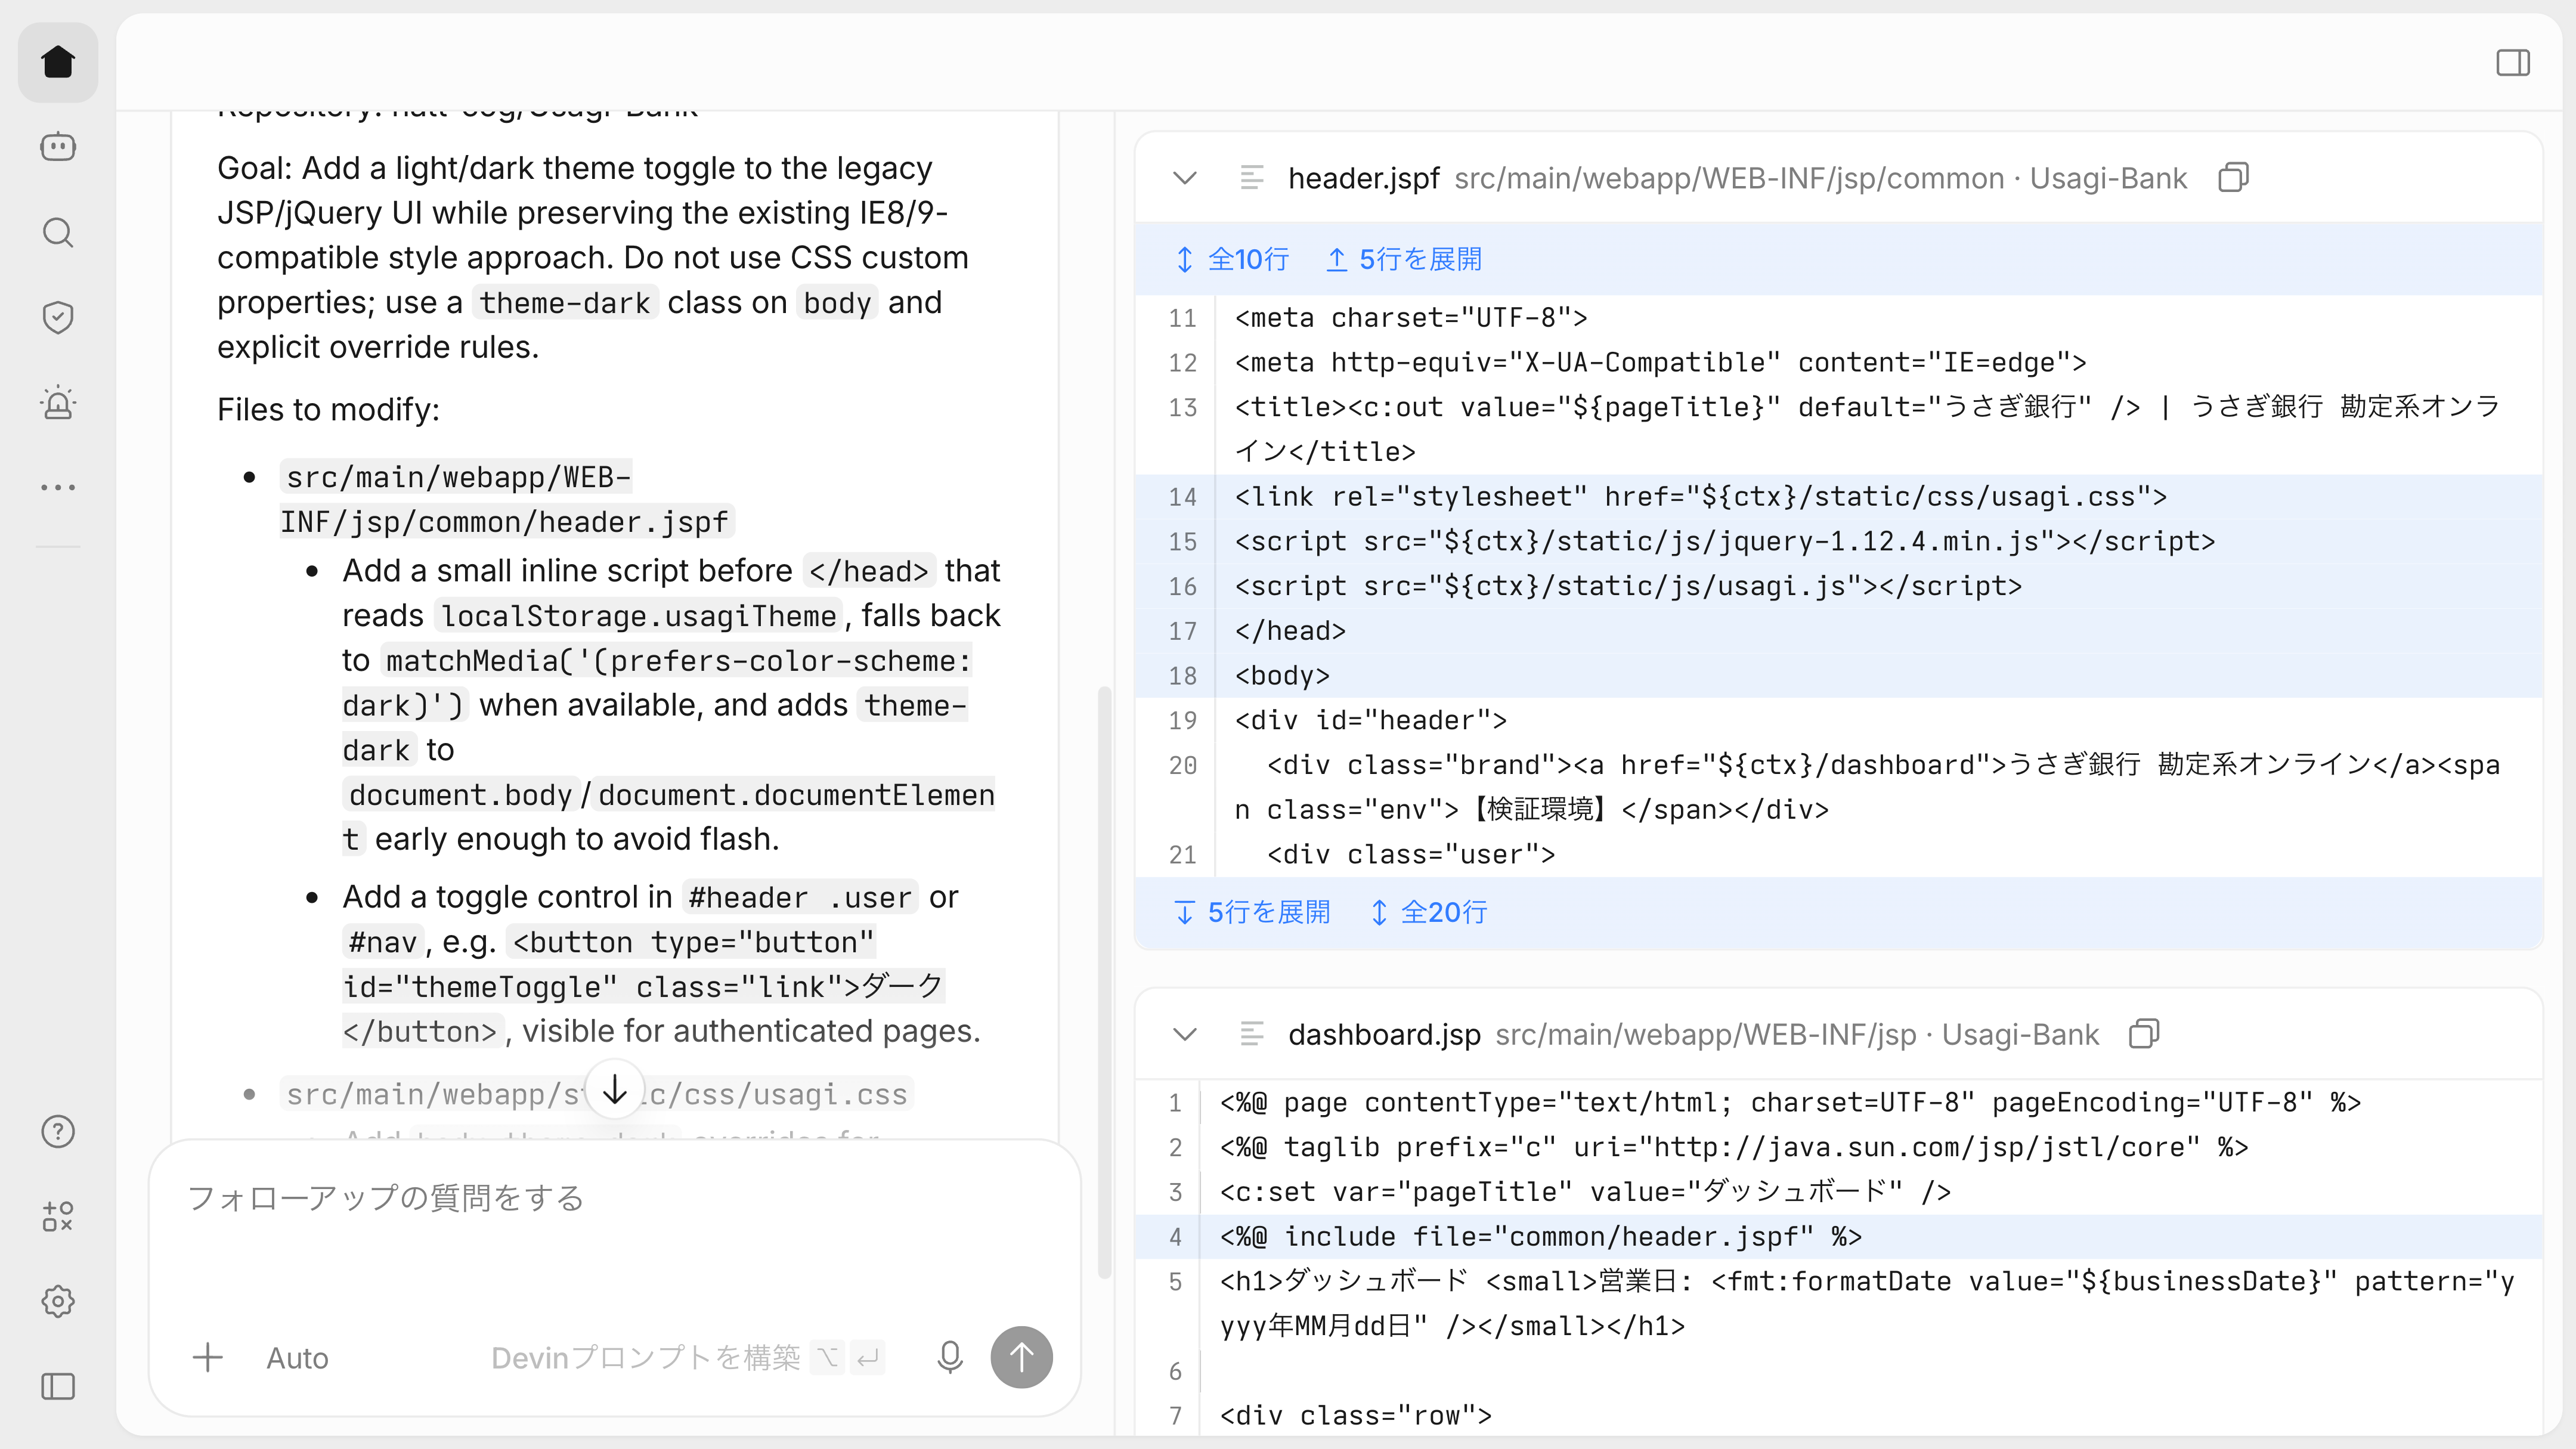 Goal: Add a light/dark theme toggle to the legacy
JSP/jQuery UI while preserving the existing IE8/9-
compatible style approach. Do not use CSS custom
properties; use a theme-dark class on body and
explicit override rules.
Files to modify:
src/main/webapp/WEB-
INF/jsp/common/header.jspf
Add a small inline script before </head> that
reads localStorage.usagiTheme, falls back
to matchMedia('(prefers-color-scheme:
dark)') when available, and adds theme-
dark to
document.body/document.documentElemen
t early enough to avoid flash.
Add a toggle control in #header .user or
#nav, e.g. <button type="button"
id="themeToggle" class="link">ダーク
</button>, visible for authenticated pages.
フォローアップの質問をする
Auto
Devinプロンプトを構築
header.jspf src/main/webapp/WEB-INF/jsp/common · Usagi-Bank
全10行 5行を展開
11 <meta charset="UTF-8">
12 <meta http-equiv="X-UA-Compatible" content="IE=edge">
13 <title><c:out value="${pageTitle}" default="うさぎ銀行" /> | うさぎ銀行 勘定系オンラ
イン</title>
14 <link rel="stylesheet" href="${ctx}/static/css/usagi.css">
15 <script src="${ctx}/static/js/jquery-1.12.4.min.js"></script>
16 <script src="${ctx}/static/js/usagi.js"></script>
17 </head>
18 <body>
19 <div id="header">
20 <div class="brand"><a href="${ctx}/dashboard">うさぎ銀行 勘定系オンライン</a><spa
n class="env">【検証環境】</span></div>
21 <div class="user">
5行を展開 全20行
dashboard.jsp src/main/webapp/WEB-INF/jsp · Usagi-Bank
1 <%@ page contentType="text/html; charset=UTF-8" pageEncoding="UTF-8" %>
2 <%@ taglib prefix="c" uri="http://java.sun.com/jsp/jstl/core" %>
3 <c:set var="pageTitle" value="ダッシュボード" />
4 <%@ include file="common/header.jspf" %>
5 <h1>ダッシュボード <small>営業日: <fmt:formatDate value="${businessDate}" pattern="y
yyy年MM月dd日" /></small></h1>
6
7 <div class="row">